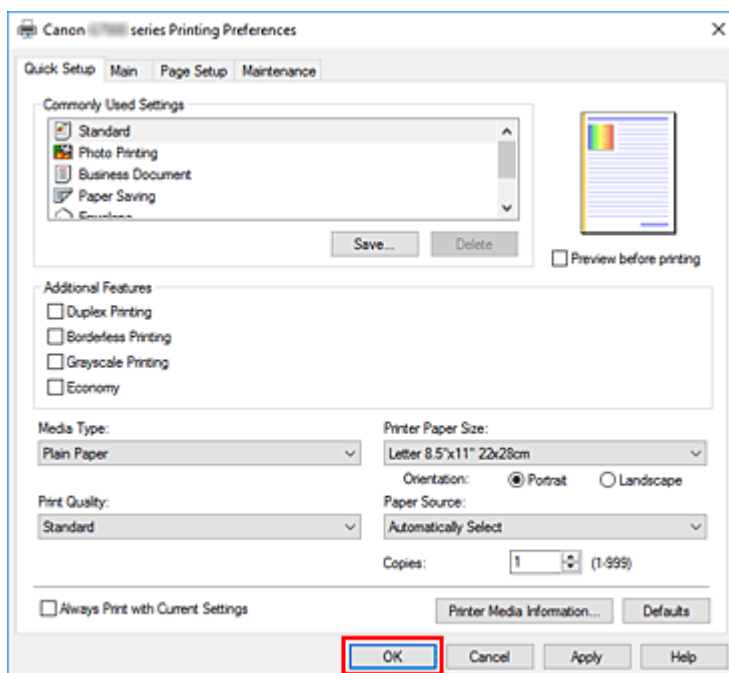 Canon series Printing Preferences
Quick Setup Main Page Setup Maintenance
Commonly Used Settings
Standard
Photo Printing
Business Document
Paper Saving
Save... Delete
Preview before printing
Additional Features
Duplex Printing
Borderless Printing
Grayscale Printing
Economy
Media Type: Printer Paper Size:
Plain Paper Letter 8.5"x11" 22x28cm
Orientation: Portrait Landscape
Print Quality: Paper Source:
Standard Automatically Select
Copies: 1 (1-999)
Always Print with Current Settings Printer Media Information... Defaults
OK Cancel Apply Help